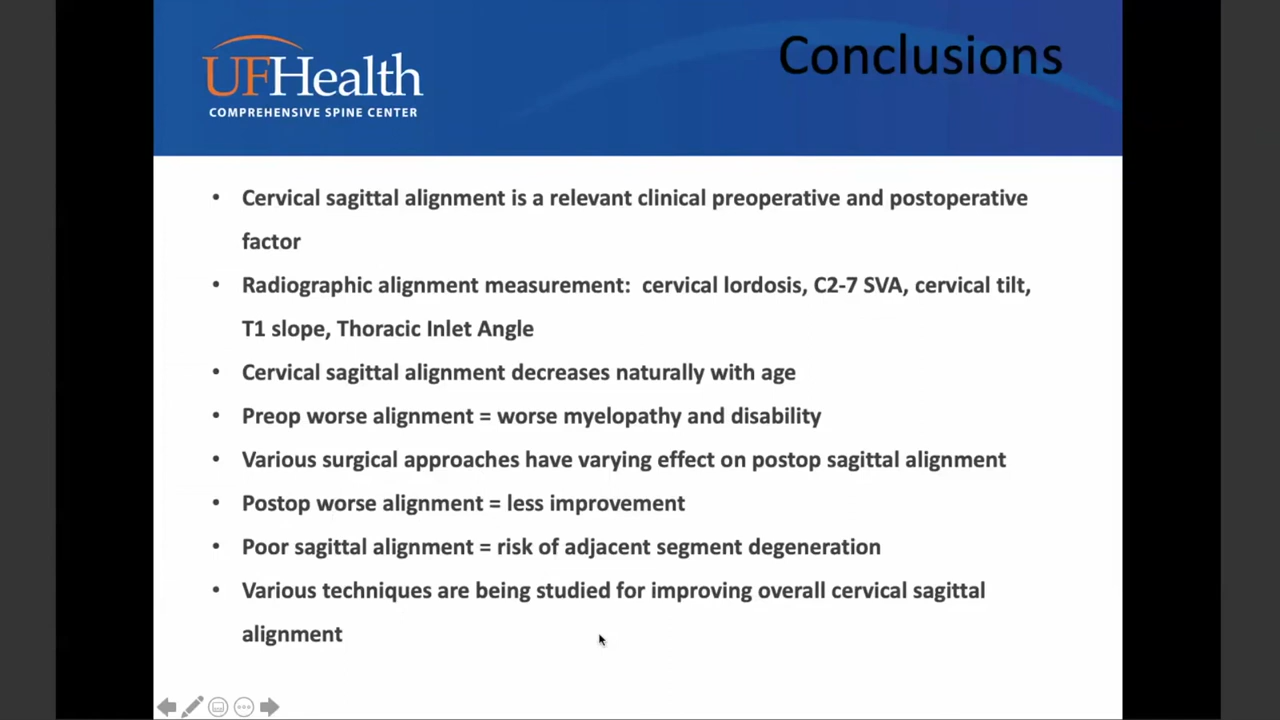 UFHealth
COMPREHENSIVE SPINE CENTER
Conclusions
• Cervical sagittal alignment is a relevant clinical preoperative and postoperative
factor
• Radiographic alignment measurement:  cervical lordosis, C2-7 SVA, cervical tilt,
T1 slope, Thoracic Inlet Angle
• Cervical sagittal alignment decreases naturally with age
• Preop worse alignment = worse myelopathy and disability
• Various surgical approaches have varying effect on postop sagittal alignment
• Postop worse alignment = less improvement
• Poor sagittal alignment = risk of adjacent segment degeneration
• Various techniques are being studied for improving overall cervical sagittal
alignment